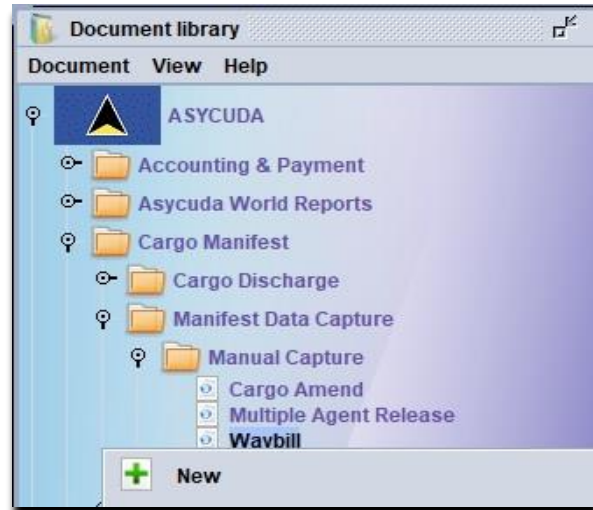 Document library
Document View Help
ASYCUDA
Accounting & Payment
Asycuda World Reports
Cargo Manifest
Cargo Discharge
Manifest Data Capture
Manual Capture
Cargo Amend
Multiple Agent Release
Waybill
New